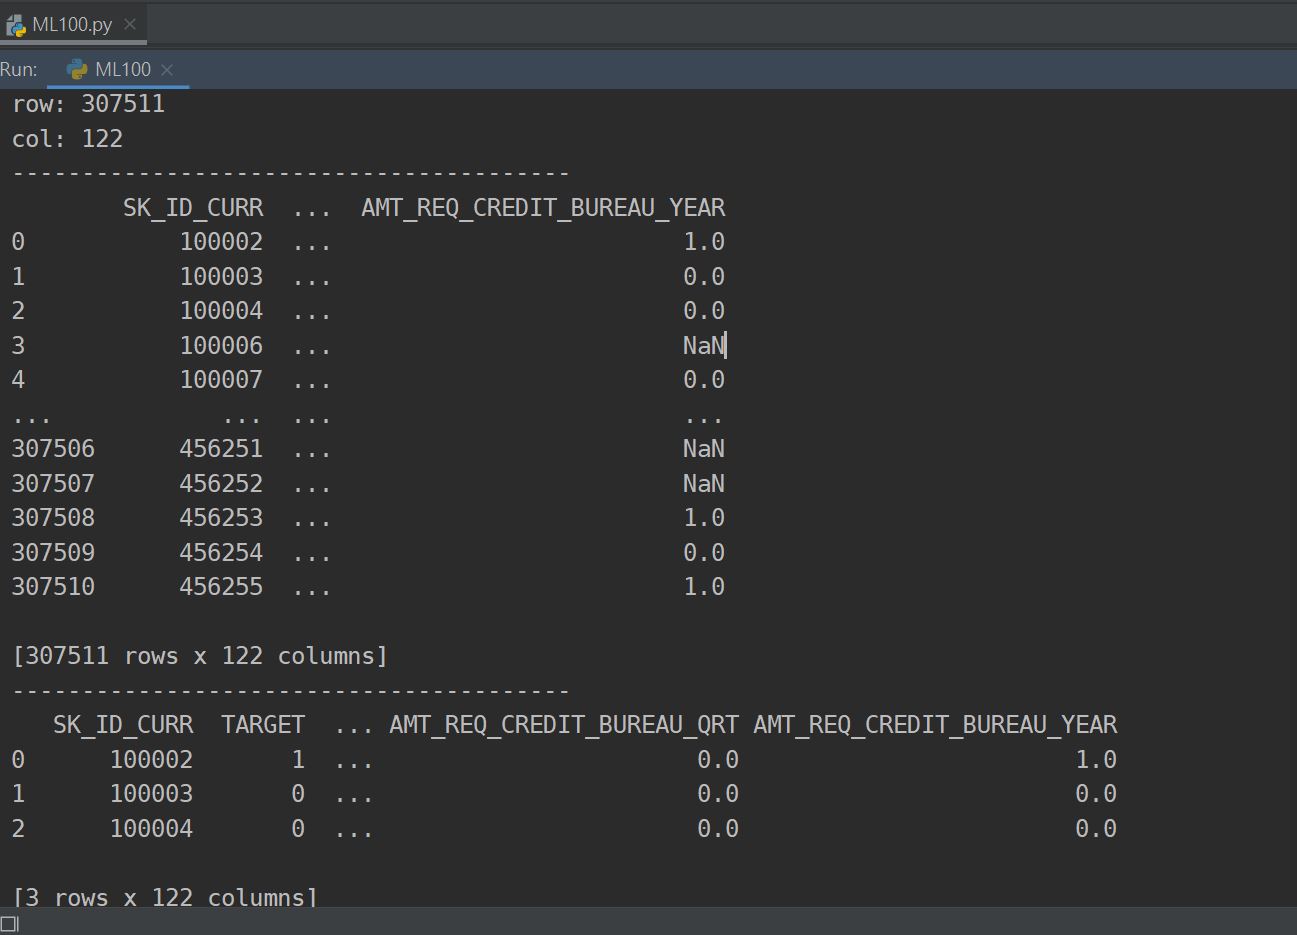 ML100.py
Run: ML100
row: 307511
col: 122
----------------------------------------
        SK_ID_CURR  ...  AMT_REQ_CREDIT_BUREAU_YEAR
0           100002  ...                         1.0
1           100003  ...                         0.0
2           100004  ...                         0.0
3           100006  ...                         NaN
4           100007  ...                         0.0
...            ...  ...                         ...
307506      456251  ...                         NaN
307507      456252  ...                         NaN
307508      456253  ...                         1.0
307509      456254  ...                         0.0
307510      456255  ...                         1.0
[307511 rows x 122 columns]
----------------------------------------
   SK_ID_CURR  TARGET  ... AMT_REQ_CREDIT_BUREAU_QRT AMT_REQ_CREDIT_BUREAU_YEAR
0      100002       1  ...                       0.0                        1.0
1      100003       0  ...                       0.0                        0.0
2      100004       0  ...                       0.0                        0.0
[3 rows x 122 columns]